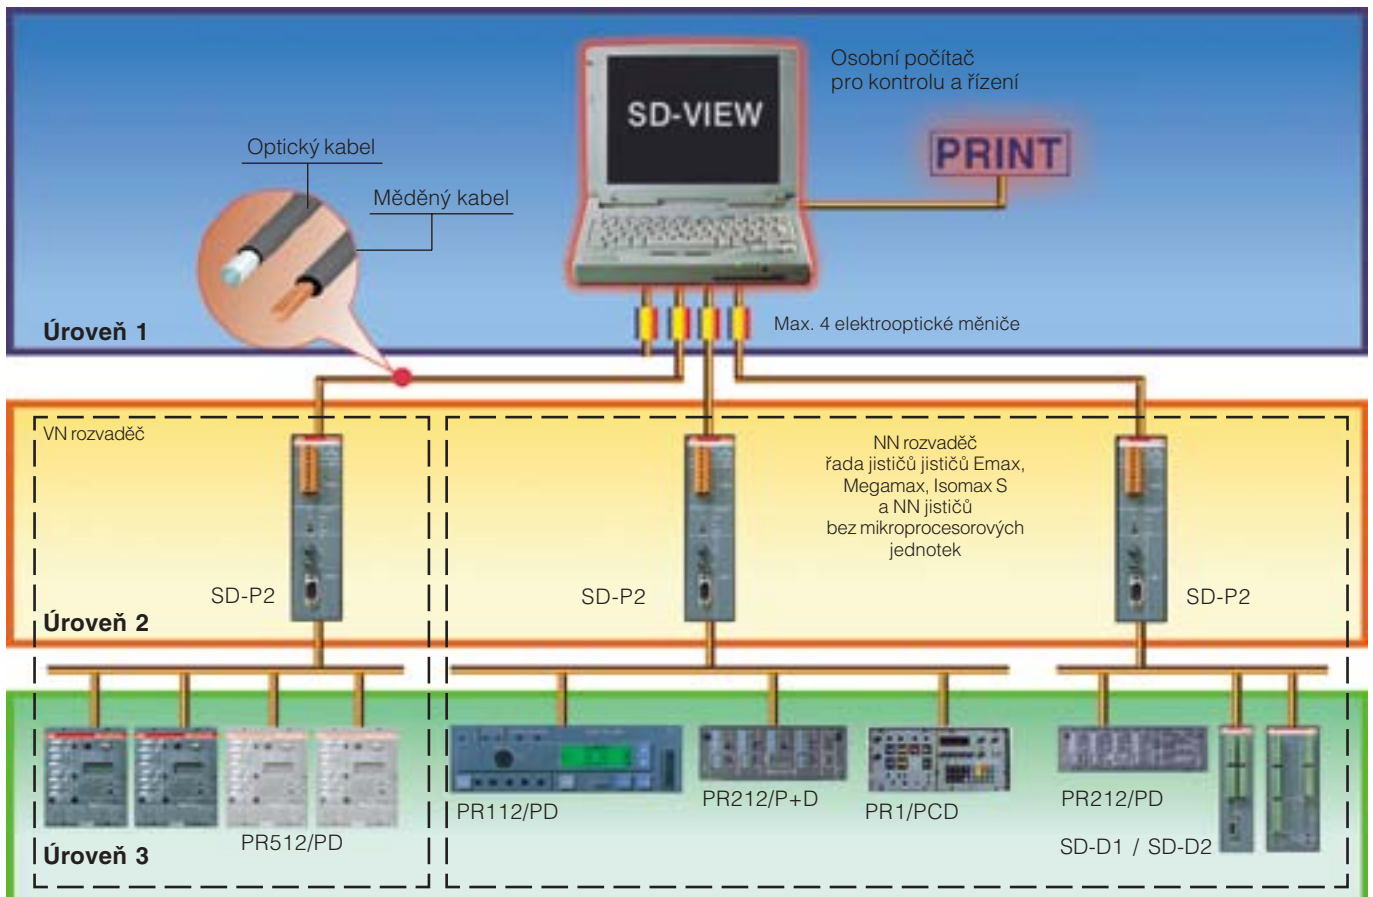 Osobní počítač
pro kontrolu a řízení
SD-VIEW
PRINT
Optický kabel
Měděný kabel
Max. 4 elektrooptické měniče
Úroveň 1
VN rozvaděč
NN rozvaděč
řada jističů jističů Emax,
Megamax, Isomax S
a NN jističů
bez mikroprocesorových
jednotek
SD-P2
SD-P2
SD-P2
Úroveň 2
PR512/PD
PR112/PD
PR212/P+D
PR1/PCD
PR212/PD
SD-D1 / SD-D2
Úroveň 3